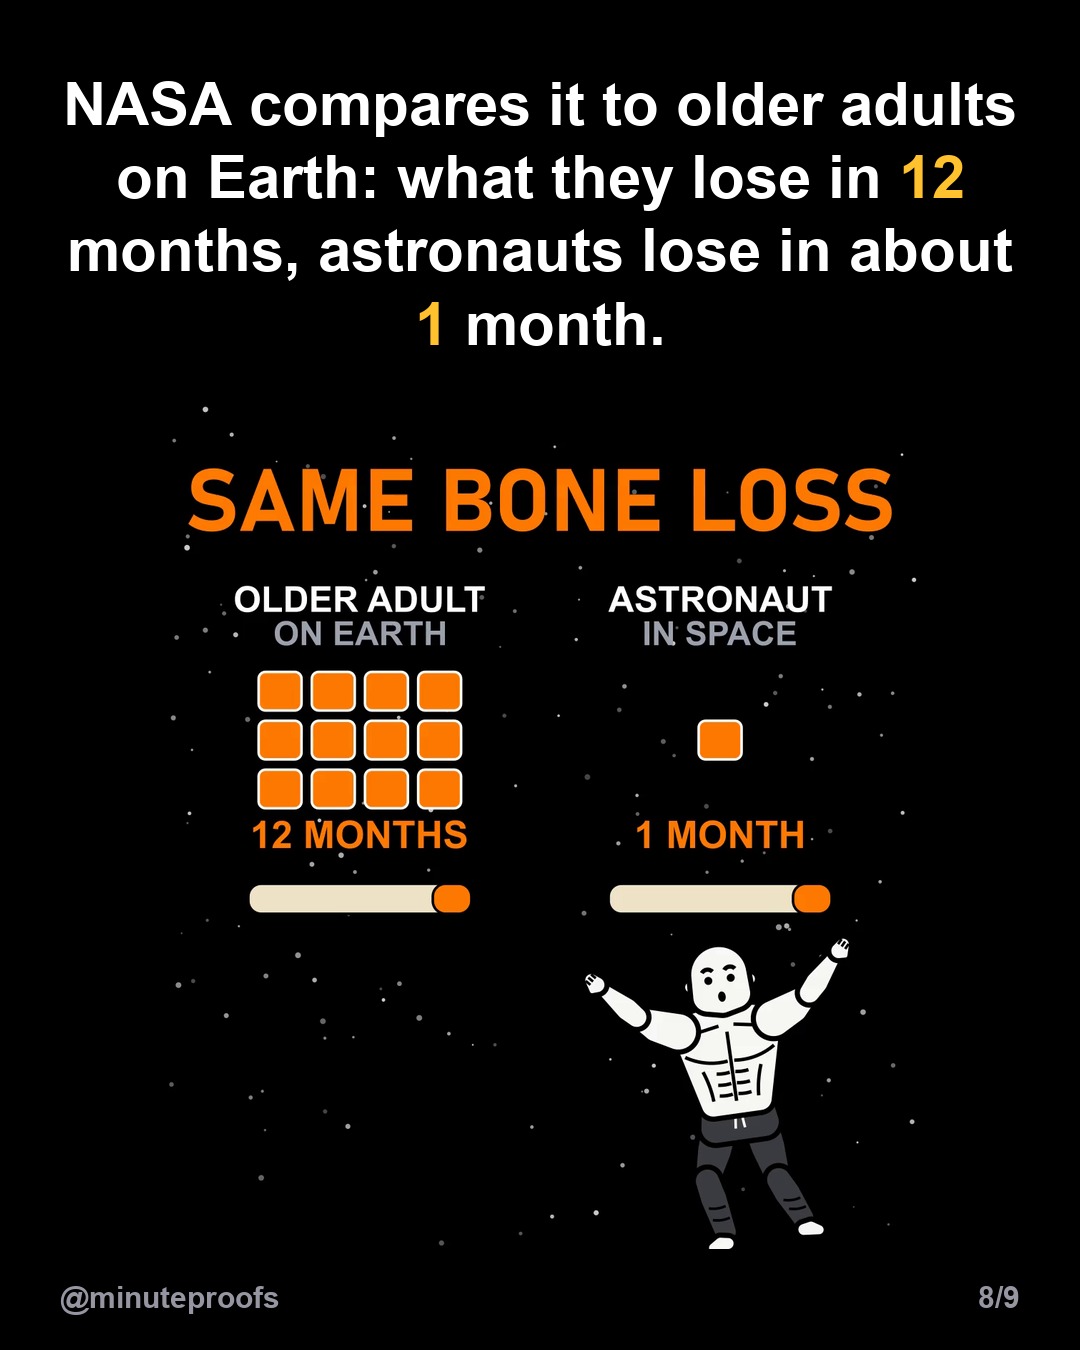 NASA compares it to older adults
on Earth: what they lose in 12
months, astronauts lose in about
1 month.
SAME BONE LOSS
OLDER ADULT
ON EARTH
12 MONTHS
ASTRONAUT
IN SPACE
1 MONTH
@minuteproofs
8/9